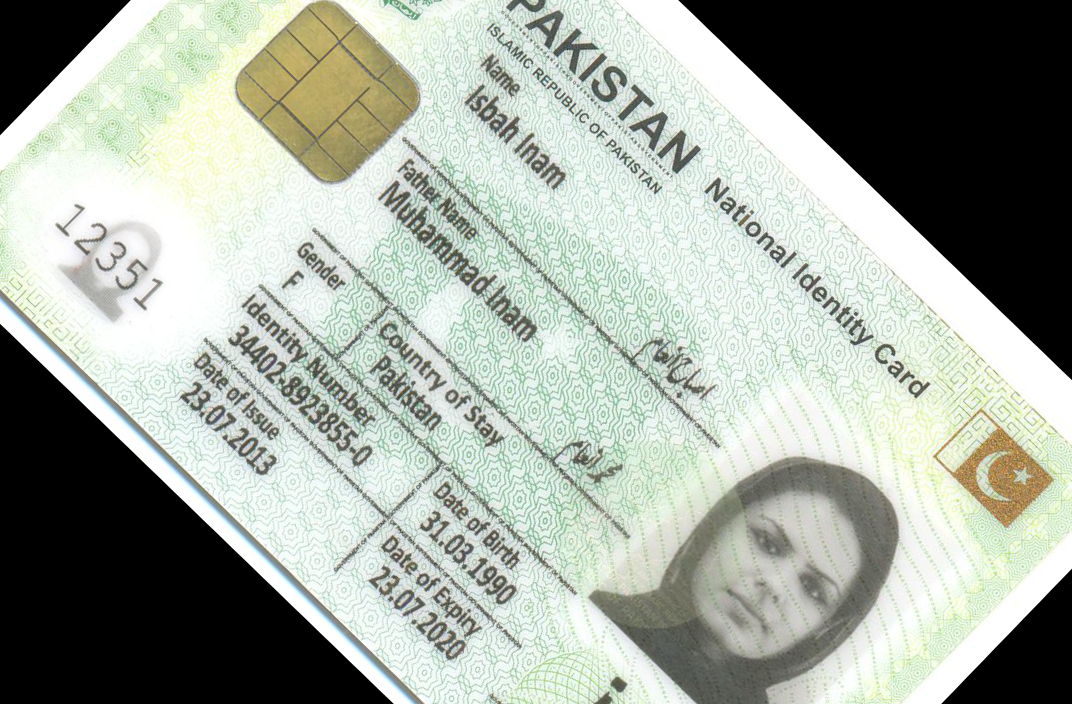 PAKISTAN National Identity Card
ISLAMIC REPUBLIC OF PAKISTAN
Name
Isbah Inam
Father Name
Muhammad Inam
محمد انعام
Gender
F
Country of Stay
Pakistan
Identity Number
34402-8923855-0
Date of Birth
31.03.1990
Date of Issue
23.07.2013
Date of Expiry
23.07.2020
12351